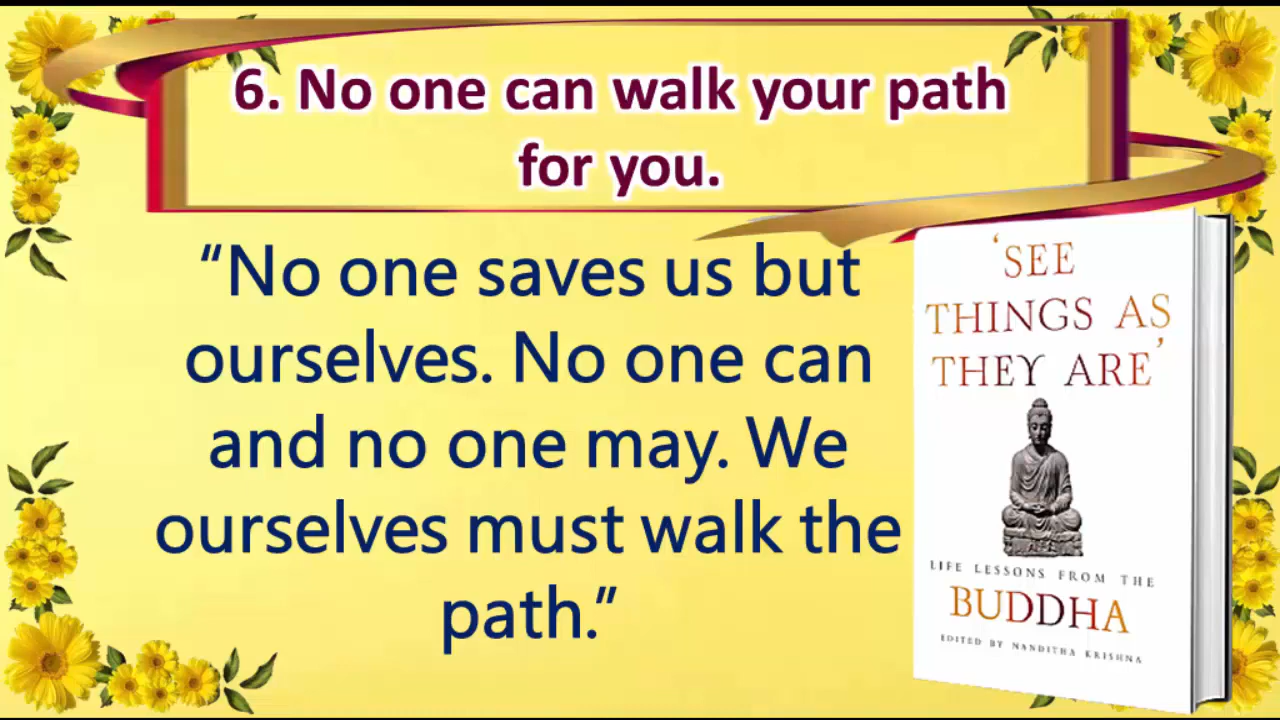 6. No one can walk your path
for you.
“No one saves us but
ourselves. No one can
and no one may. We
ourselves must walk the
path.”
‘SEE
THINGS AS
THEY ARE’
LIFE LESSONS FROM THE
BUDDHA
EDITED BY NANDITHA KRISHNA